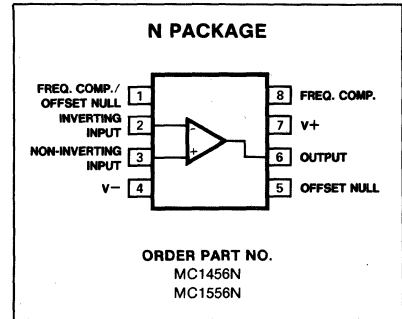 N PACKAGE
FREQ. COMP./
OFFSET NULL 1
INVERTING
INPUT 2
NON-INVERTING
INPUT 3
V− 4
8 FREQ. COMP.
7 V+
6 OUTPUT
5 OFFSET NULL
-
+
ORDER PART NO.
MC1456N
MC1556N